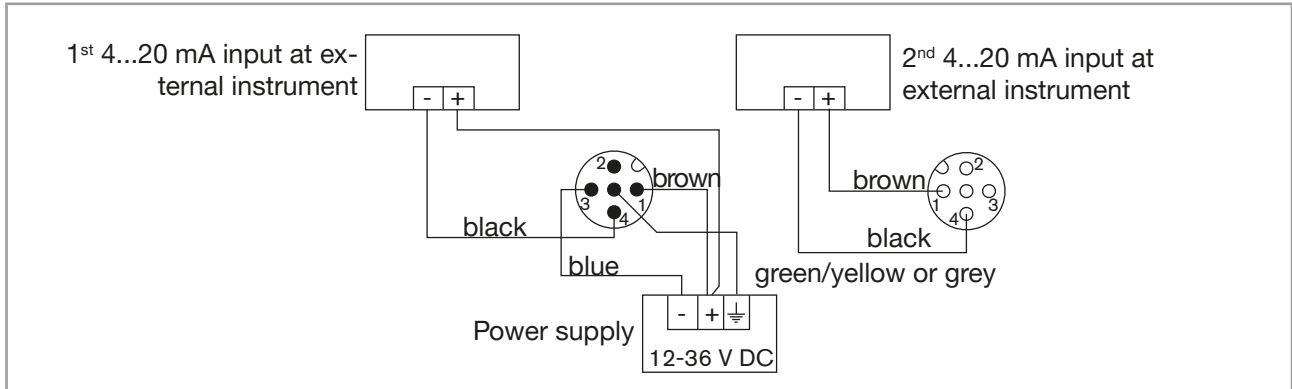 1st 4...20 mA input at ex-
ternal instrument
- +
2nd 4...20 mA input at
external instrument
- +
2
brown
3
1
4
black
blue
brown
2
1
3
4
black
green/yellow or grey
- +
Power supply
12-36 V DC